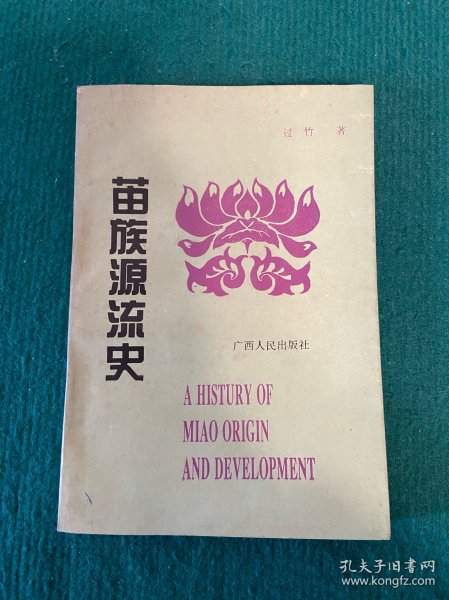 过竹 著
苗族源流史
广西人民出版社
A HISTURY OF
MIAO ORIGIN
AND DEVELOPMENT
孔夫子旧书网
www.kongfz.com